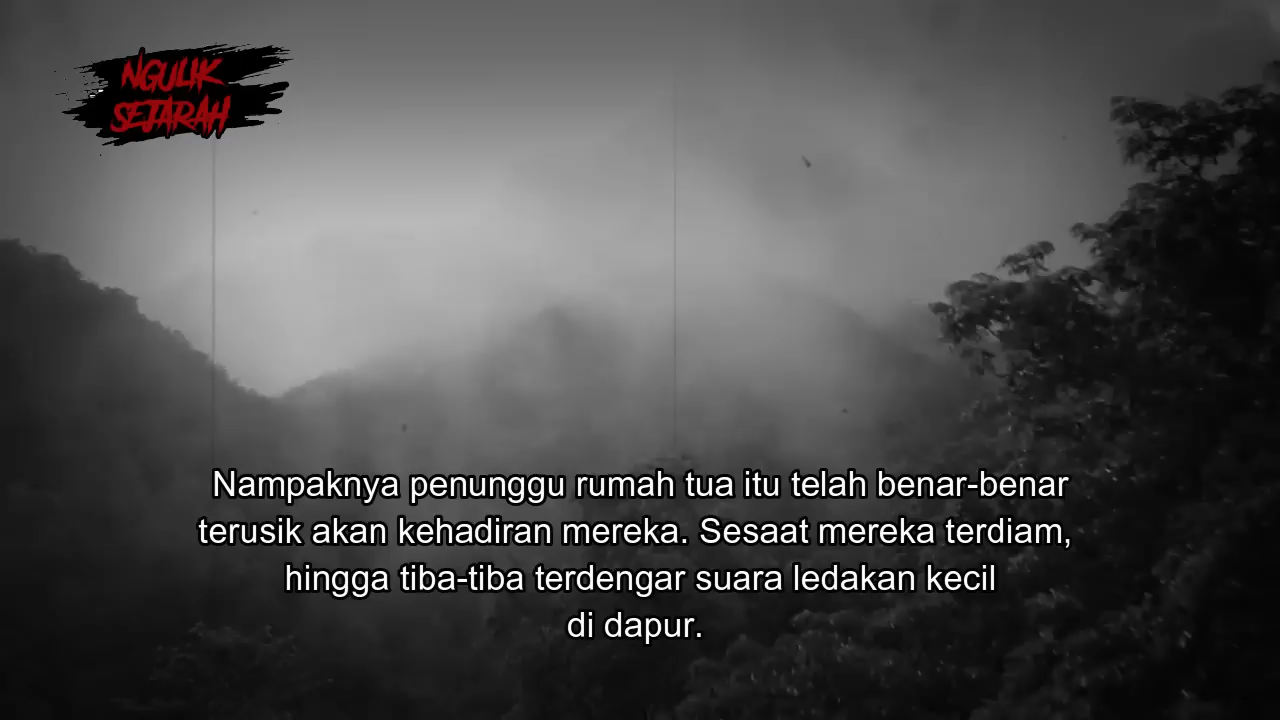 NGULIK
SEJARAH
Nampaknya penunggu rumah tua itu telah benar-benar
terusik akan kehadiran mereka. Sesaat mereka terdiam,
hingga tiba-tiba terdengar suara ledakan kecil
di dapur.